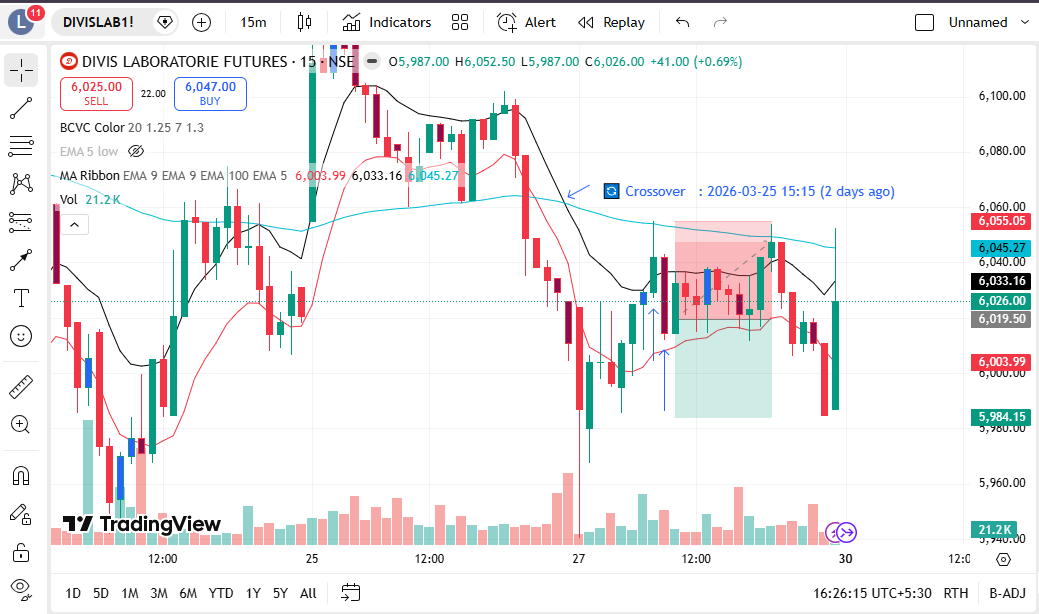 L 11 DIVISLAB1! 15m Indicators Alert Replay Unnamed
DIVIS LABORATORIE FUTURES · 15 · NSE O5,987.00 H6,052.50 L5,987.00 C6,026.00 +41.00 (+0.69%)
6,025.00 22.00 6,047.00
SELL BUY
BCVC Color 20 1.25 7 1.3
EMA 5 low
MA Ribbon EMA 9 EMA 9 EMA 100 EMA 5 6,003.99 6,033.16 6,045.27
Vol 21.2 K
Crossover : 2026-03-25 15:15 (2 days ago)
6,100.00
6,080.00
6,060.00
6,055.05
6,045.27
6,040.00
6,033.16
6,026.00
6,019.50
6,003.99
6,000.00
5,984.15
5,980.00
5,960.00
21.2 K
5,740.00
TradingView
12:00 25 12:00 27 12:00 30 12:0
1D 5D 1M 3M 6M YTD 1Y 5Y All 16:26:15 UTC+5:30 RTH B-ADJ